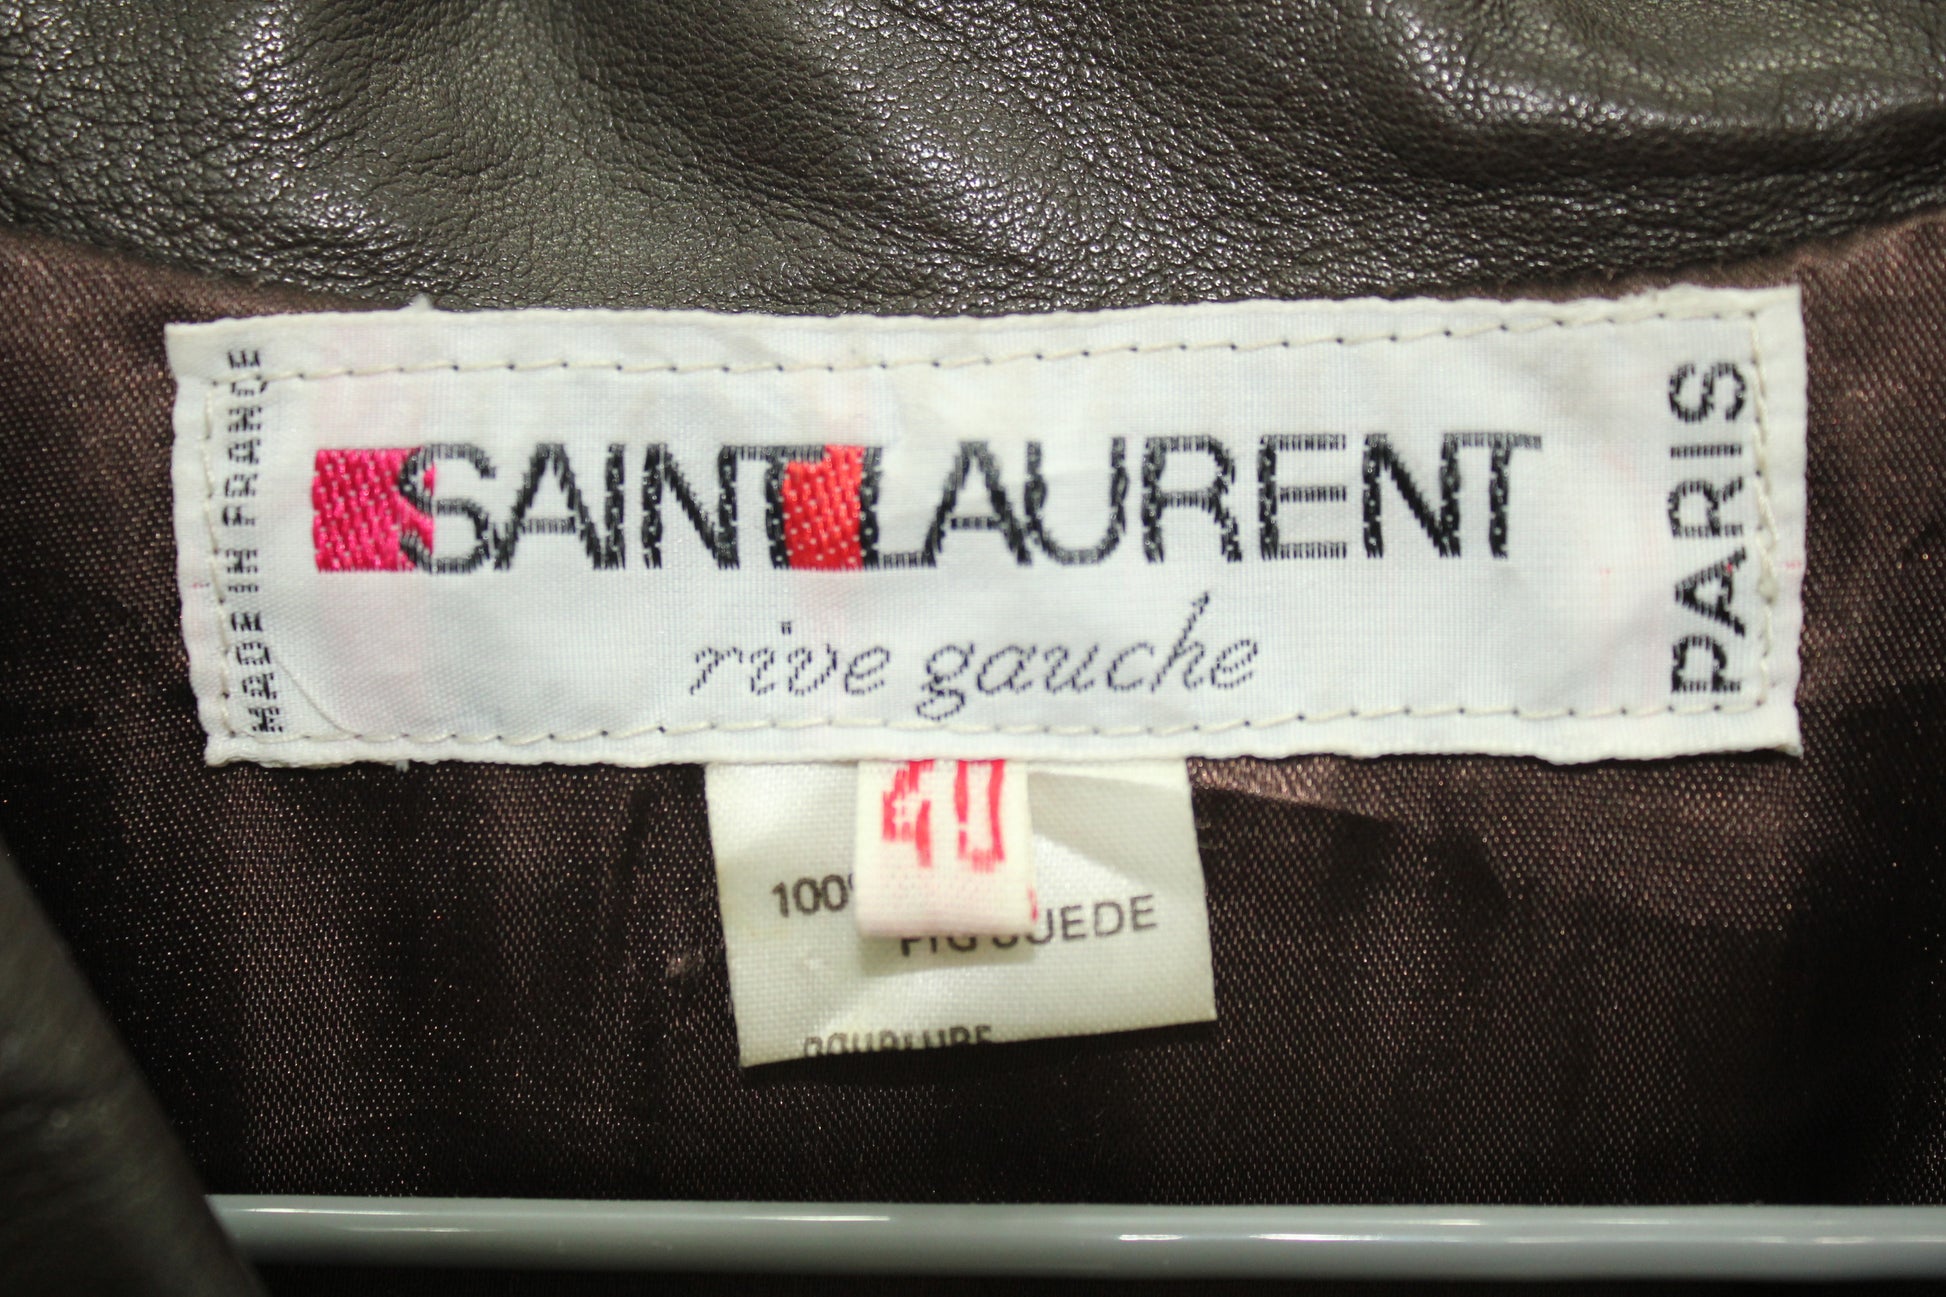 MADE IN FRANCE
SAINT LAURENT
rive gauche
PARIS
40
100%
PIG SUEDE